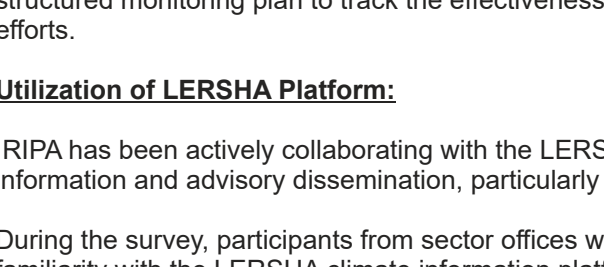 structured monitoring plan to track the effectiveness
efforts.
Utilization of LERSHA Platform:
RIPA has been actively collaborating with the LERS
information and advisory dissemination, particularly
During the survey, participants from sector offices w
familiarity with the LERSHA climate information plat